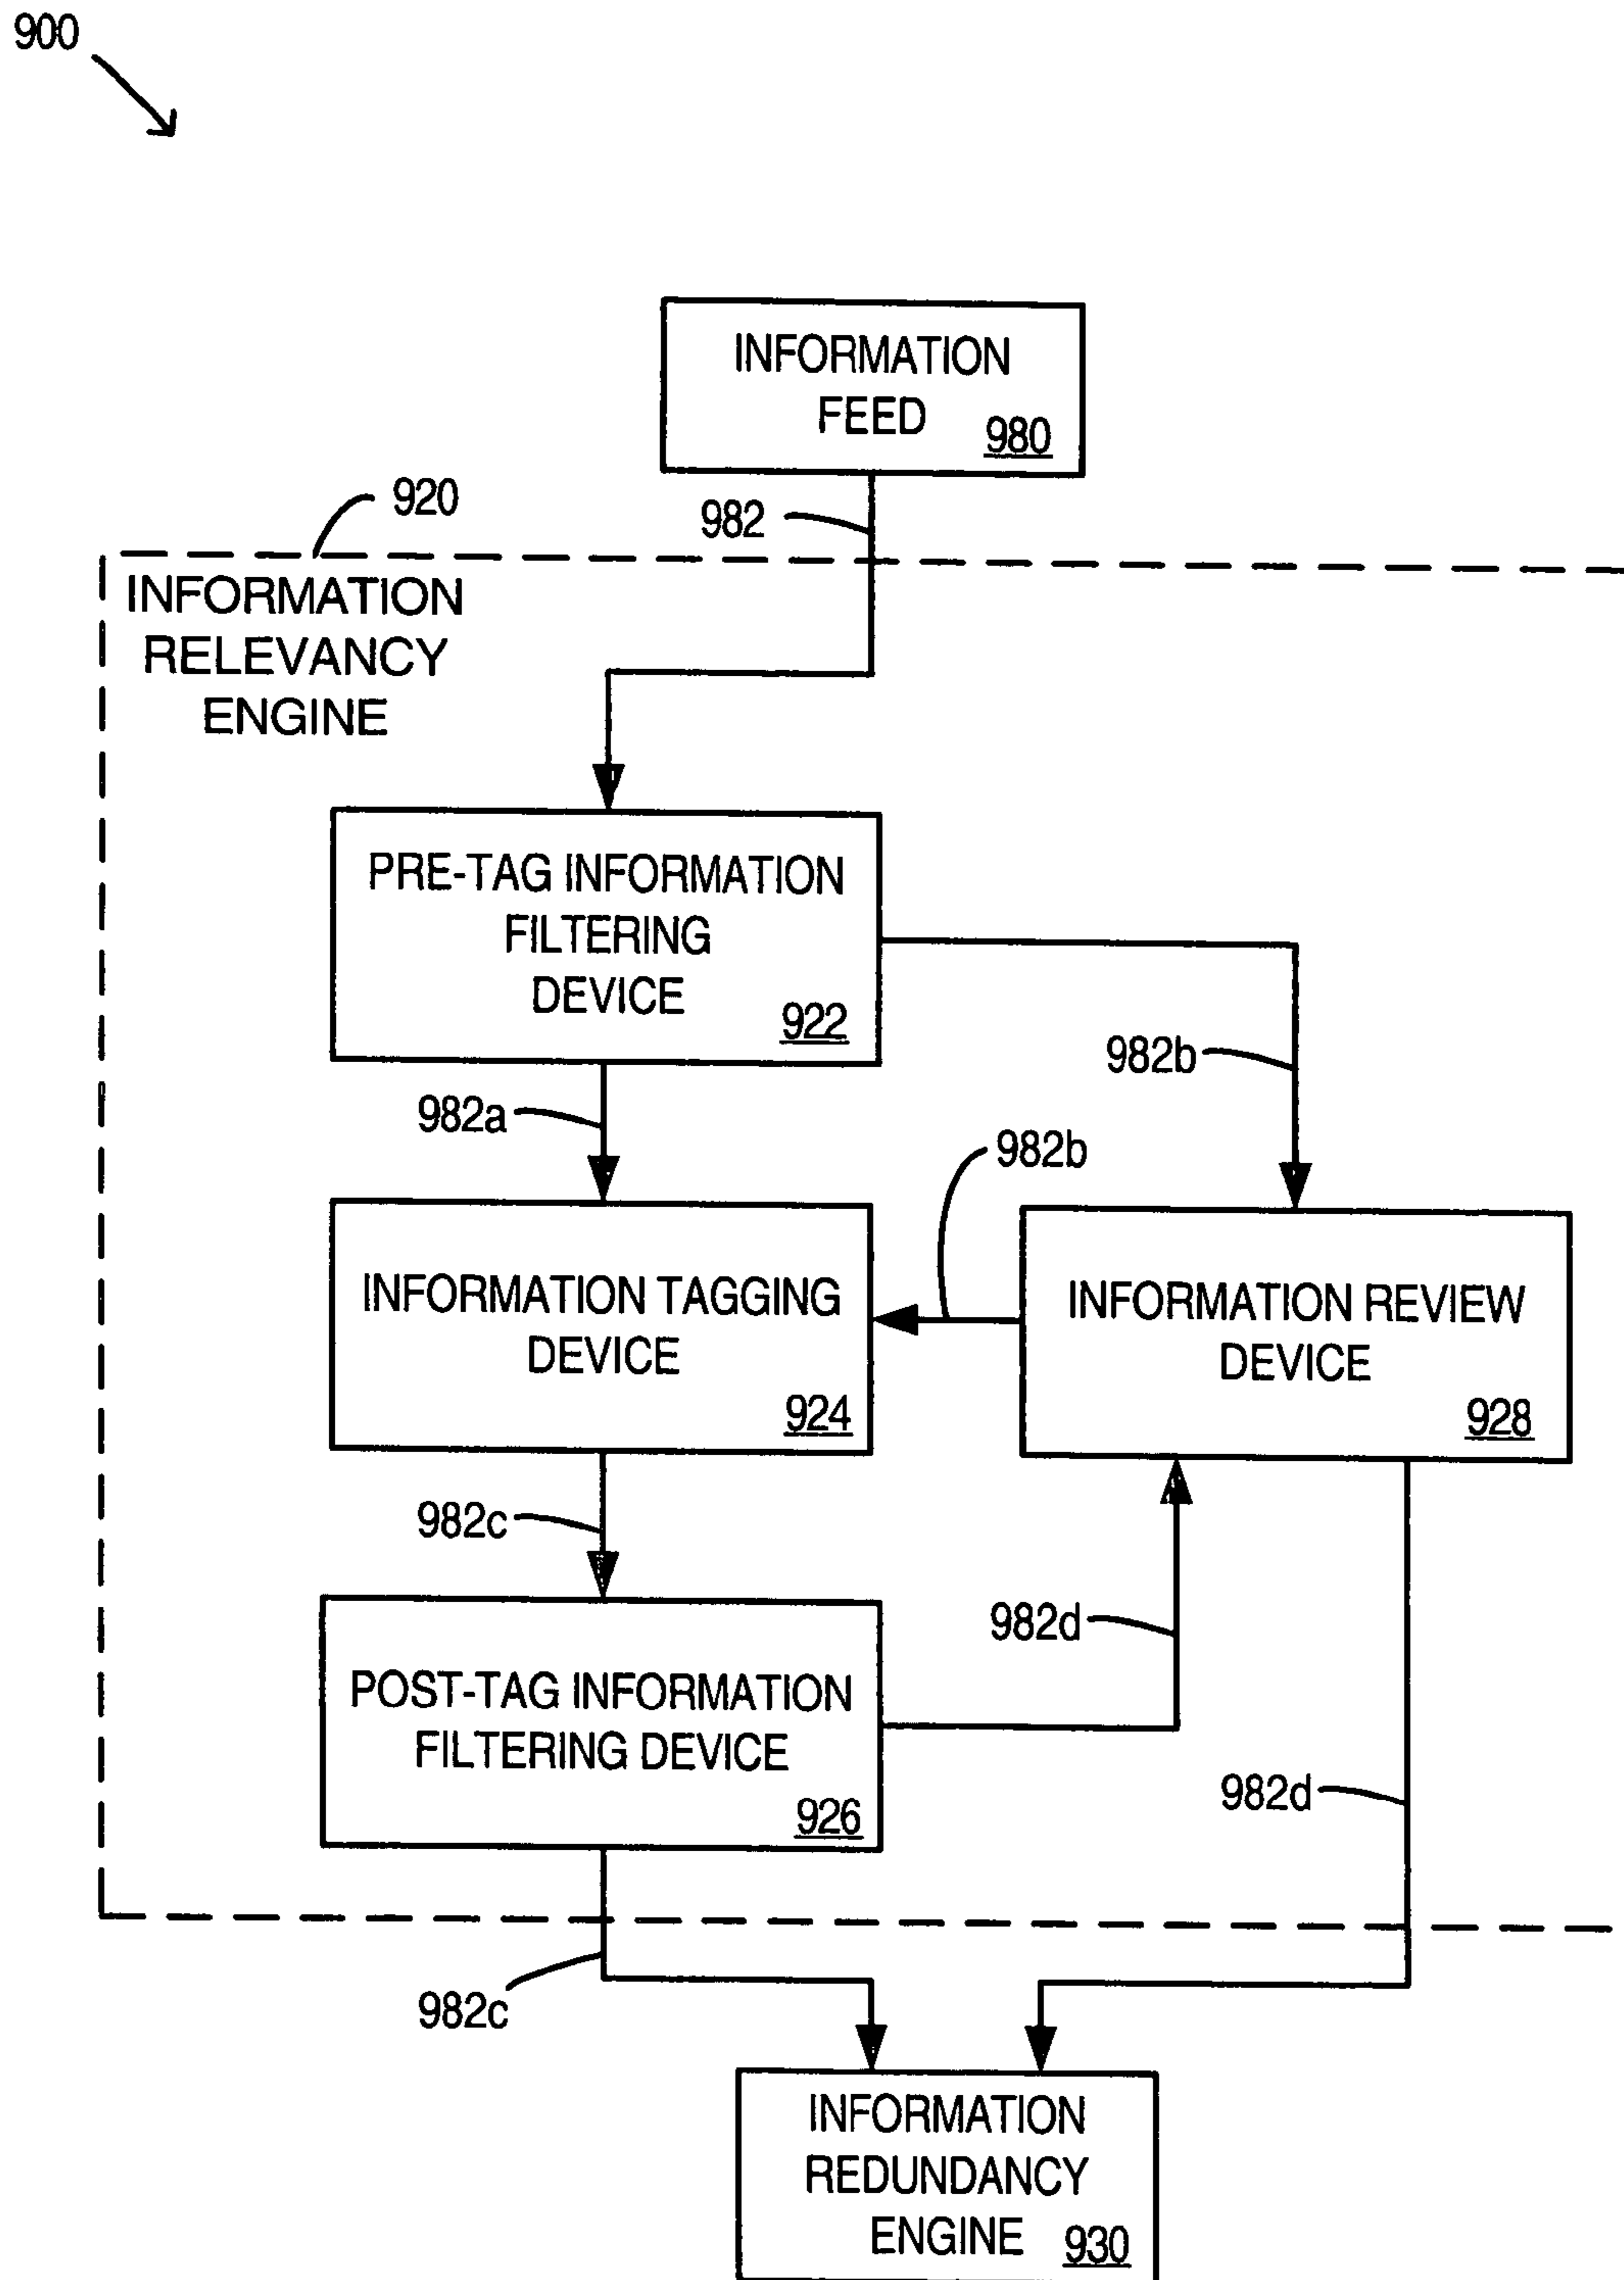 900
INFORMATION
FEED
980
920
982
INFORMATION
RELEVANCY
ENGINE
PRE-TAG INFORMATION
FILTERING
DEVICE
922
982b
982a
982b
INFORMATION TAGGING
DEVICE
924
INFORMATION REVIEW
DEVICE
928
982c
982d
POST-TAG INFORMATION
FILTERING DEVICE
926
982d
982c
INFORMATION
REDUNDANCY
ENGINE
930